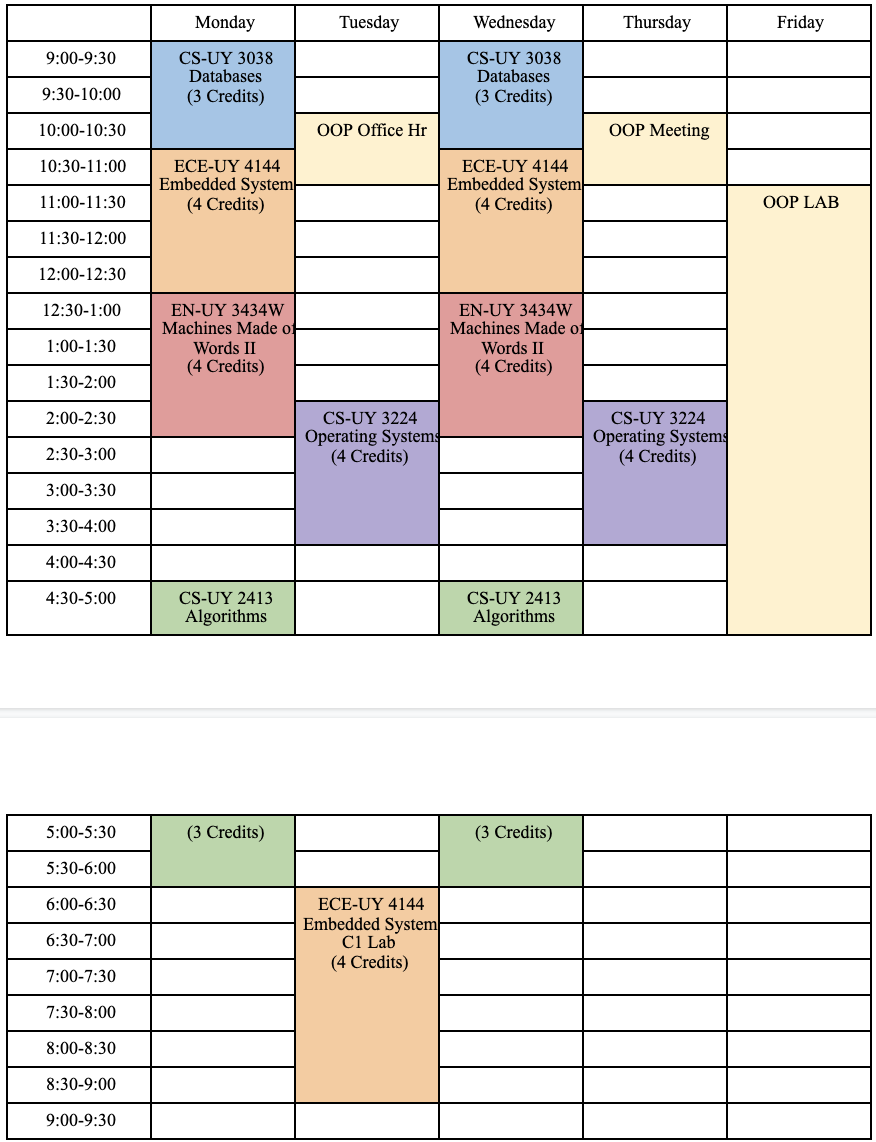 Monday Tuesday Wednesday Thursday Friday
9:00-9:30 CS-UY 3038 CS-UY 3038
Databases Databases
9:30-10:00 (3 Credits) (3 Credits)
10:00-10:30 OOP Office Hr OOP Meeting
10:30-11:00 ECE-UY 4144 ECE-UY 4144
Embedded System Embedded System
11:00-11:30 (4 Credits) (4 Credits) OOP LAB
11:30-12:00
12:00-12:30
12:30-1:00 EN-UY 3434W EN-UY 3434W
Machines Made of Machines Made of
1:00-1:30 Words II Words II
(4 Credits) (4 Credits)
1:30-2:00
2:00-2:30 CS-UY 3224 CS-UY 3224
Operating Systems Operating Systems
2:30-3:00 (4 Credits) (4 Credits)
3:00-3:30
3:30-4:00
4:00-4:30
4:30-5:00 CS-UY 2413 CS-UY 2413
Algorithms Algorithms
5:00-5:30 (3 Credits) (3 Credits)
5:30-6:00
6:00-6:30 ECE-UY 4144
Embedded System
6:30-7:00 C1 Lab
7:00-7:30 (4 Credits)
7:30-8:00
8:00-8:30
8:30-9:00
9:00-9:30